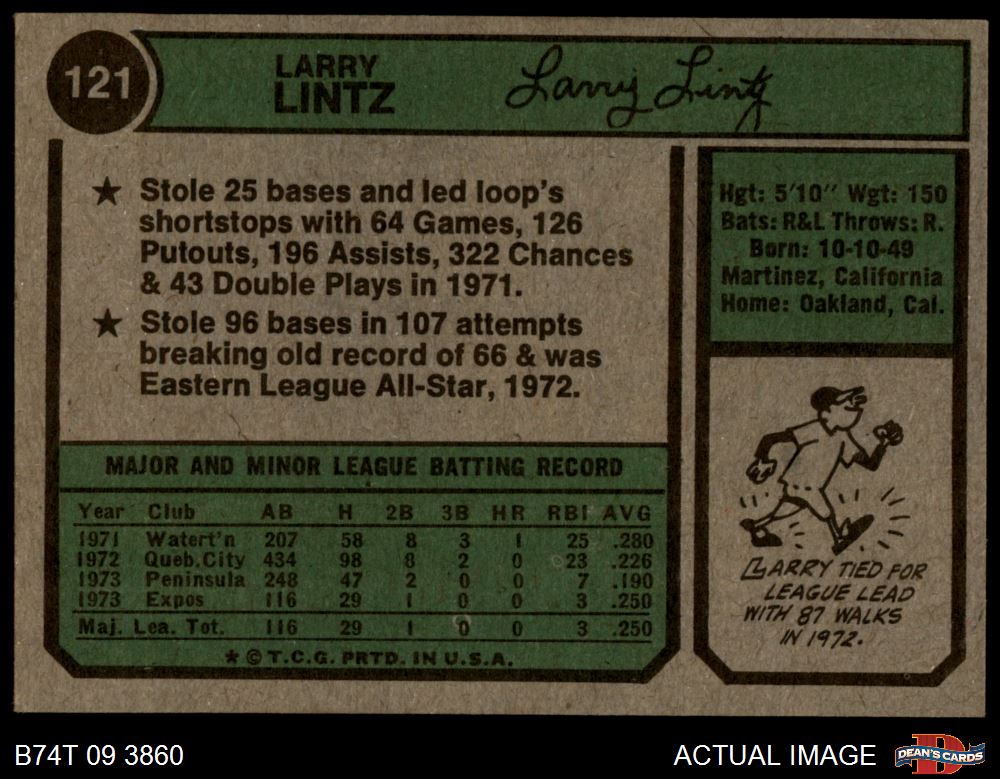 121
LARRY
LINTZ
Larry Lintz
★ Stole 25 bases and led loop's
shortstops with 64 Games, 126
Putouts, 196 Assists, 322 Chances
& 43 Double Plays in 1971.
★ Stole 96 bases in 107 attempts
breaking old record of 66 & was
Eastern League All-Star, 1972.
Hgt: 5'10" Wgt: 150
Bats: R&L Throws: R.
Born: 10-10-49
Martinez, California
Home: Oakland, Cal.
MAJOR AND MINOR LEAGUE BATTING RECORD
Year Club AB H 2B 3B HR RBI AVG
1971 Watert'n 207 58 8 3 1 25 .280
1972 Queb.City 434 98 8 2 0 23 .226
1973 Peninsula 248 47 2 0 0 7 .190
1973 Expos 116 29 1 0 0 3 .250
Maj. Lea. Tot. 116 29 1 0 0 3 .250
★ © T.C.G. PRTD. IN U.S.A.
LARRY TIED FOR
LEAGUE LEAD
WITH 87 WALKS
IN 1972.
B74T 09 3860
ACTUAL IMAGE
DEAN'S CARDS